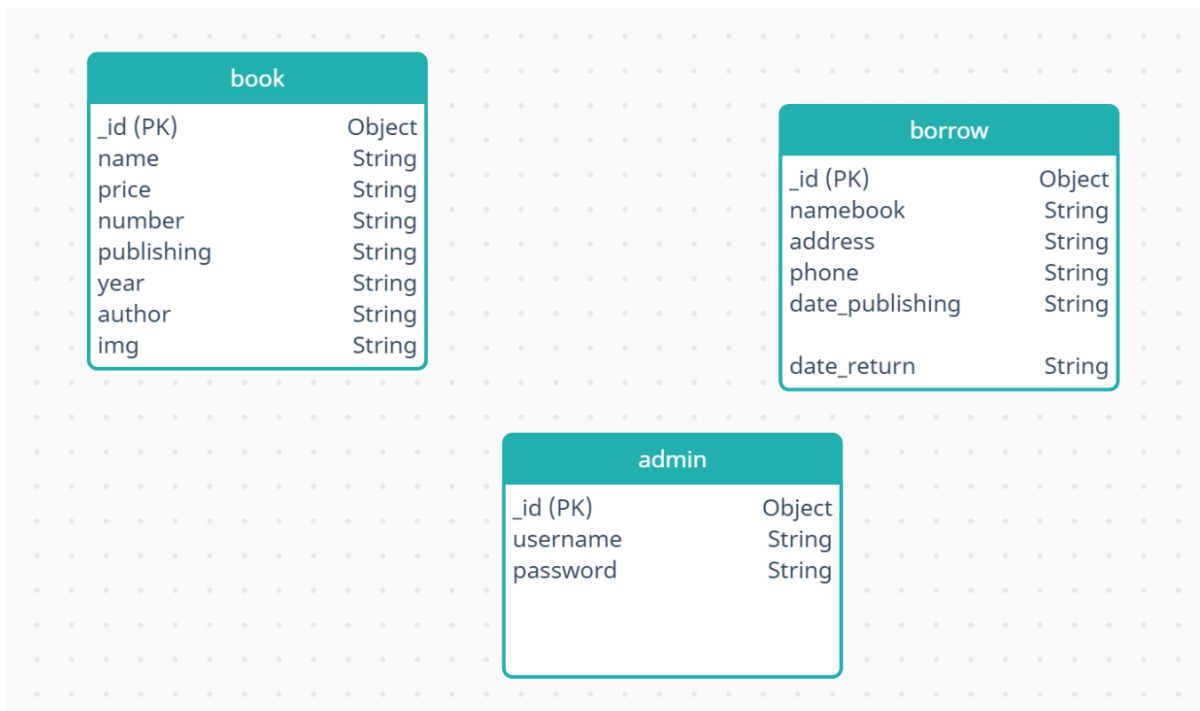 book
_id (PK) Object
name String
price String
number String
publishing String
year String
author String
img String
borrow
_id (PK) Object
namebook String
address String
phone String
date_publishing String
date_return String
admin
_id (PK) Object
username String
password String